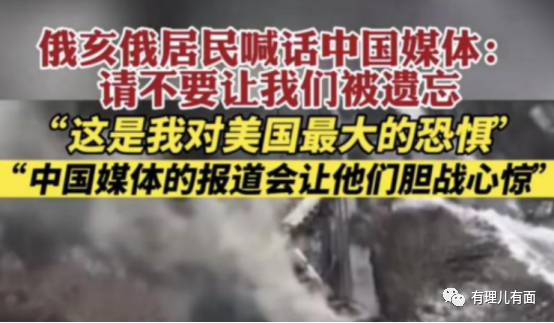 俄亥俄居民喊话中国媒体：
请不要让我们被遗忘
“这是我对美国最大的恐惧”
“中国媒体的报道会让他们胆战心惊”
有理儿有面